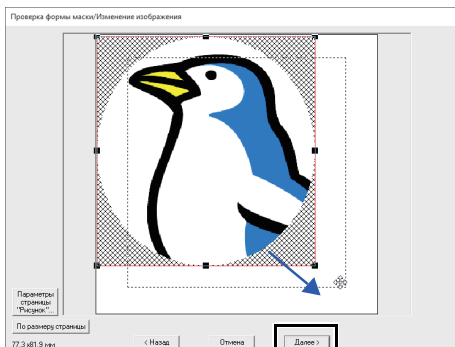 Проверка формы маски/Изменение изображения
Параметры
страницы
"Рисунок"...
По размеру страницы
77.3 x81.9 мм
< Назад
Отмена
Далее >